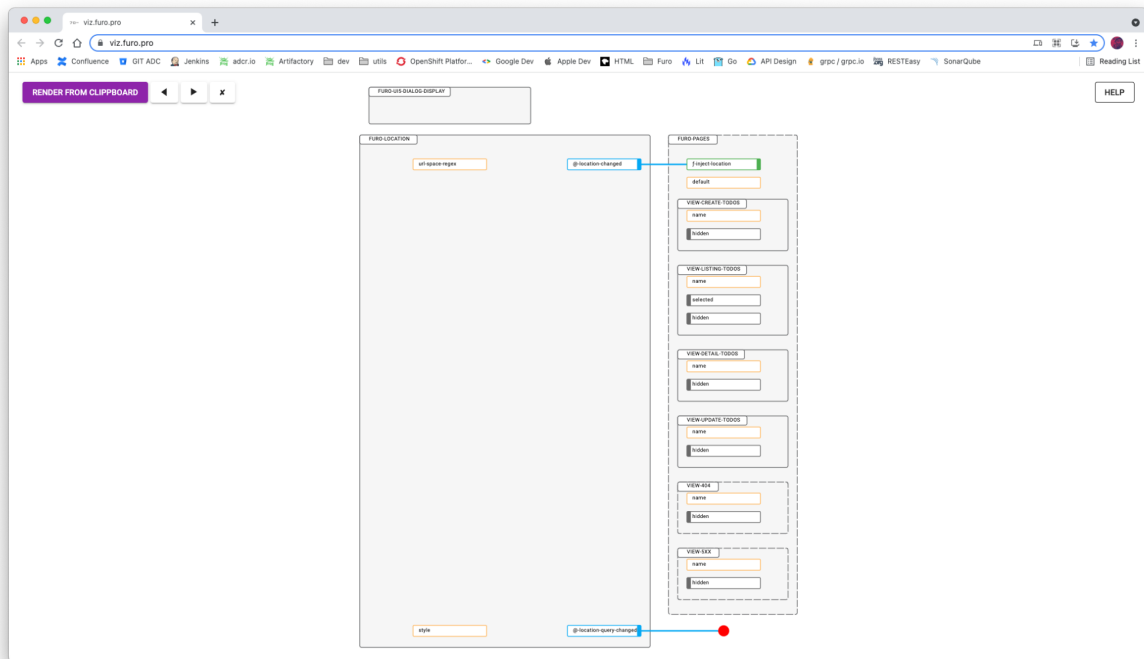 viz.furo.pro
viz.furo.pro
Apps Confluence GIT ADC Jenkins adcr.io Artifactory dev utils OpenShift Platfor... Google Dev Apple Dev HTML Furo Lit Go API Design grpc / grpc.io RESTEasy SonarQube Reading List
RENDER FROM CLIPPBOARD
HELP
FURO-UI5-DIALOG-DISPLAY
FURO-LOCATION
url-space-regex
@-location-changed
style
@-location-query-changed
FURO-PAGES
ƒ-inject-location
default
VIEW-CREATE-TODOS
name
hidden
VIEW-LISTING-TODOS
name
selected
hidden
VIEW-DETAIL-TODOS
name
hidden
VIEW-UPDATE-TODOS
name
hidden
VIEW-404
name
hidden
VIEW-5XX
name
hidden